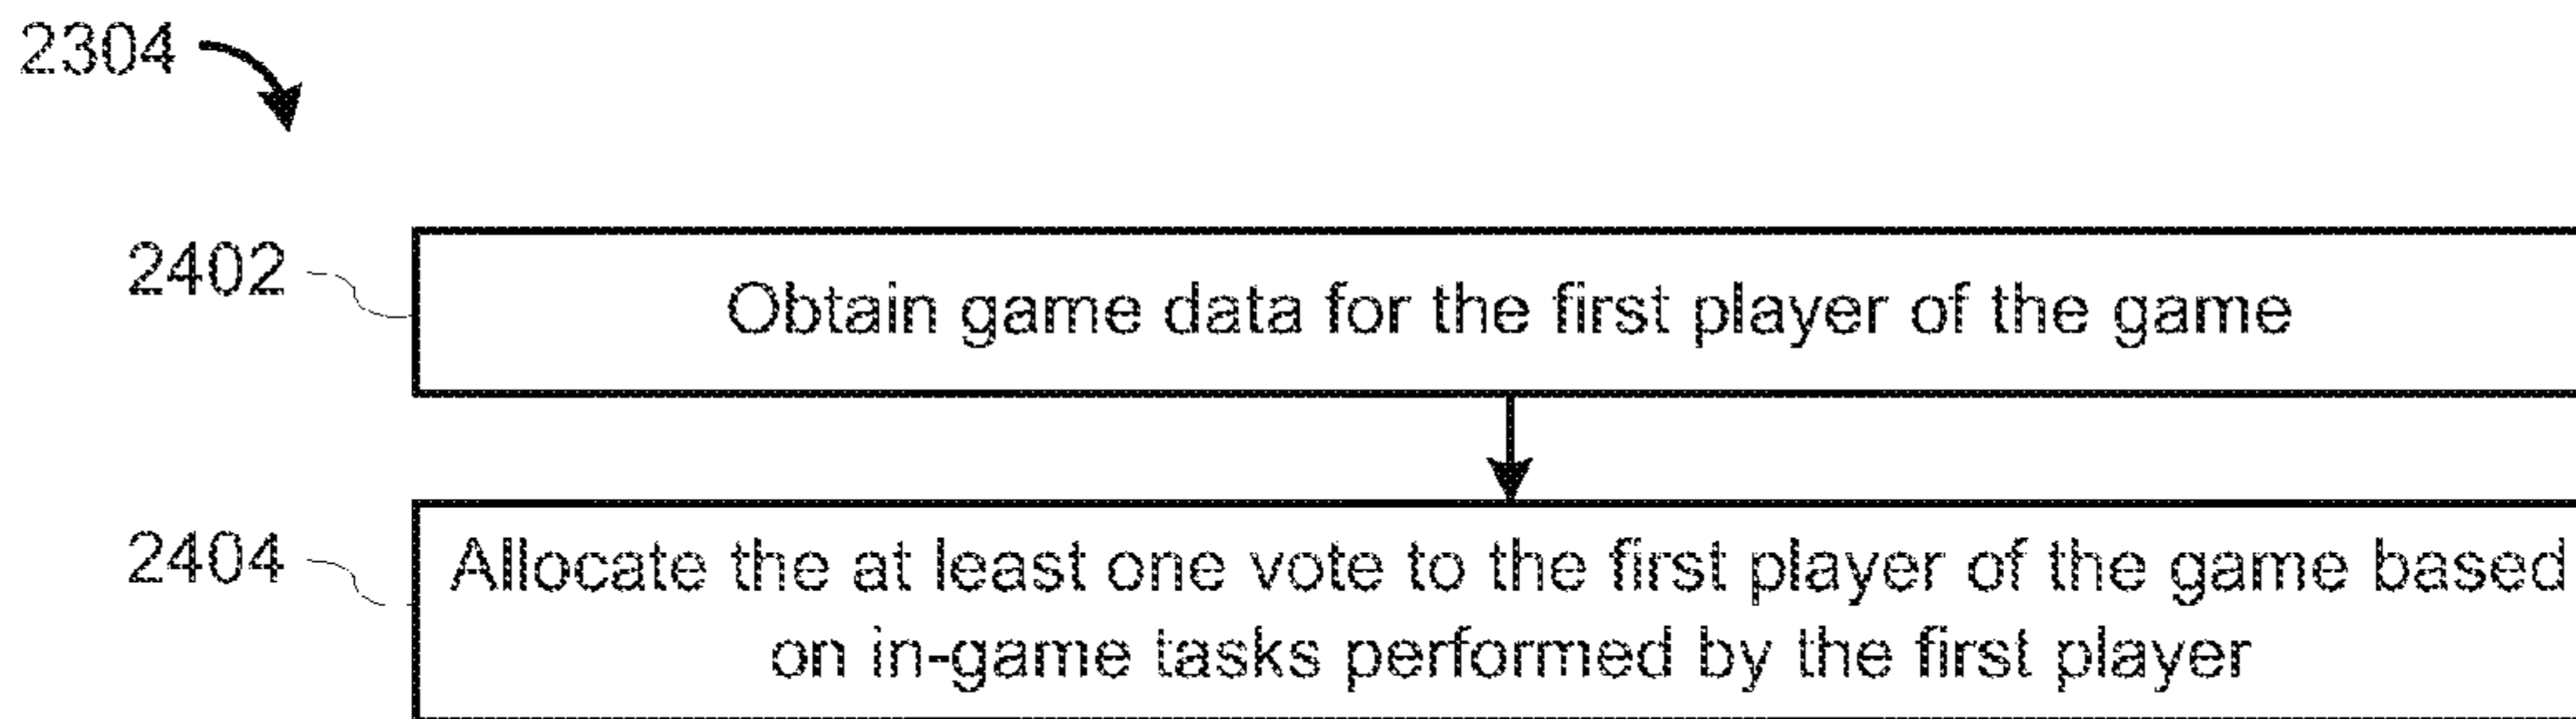 2304
2402
Obtain game data for the first player of the game
2404
Allocate the at least one vote to the first player of the game based
on in-game tasks performed by the first player